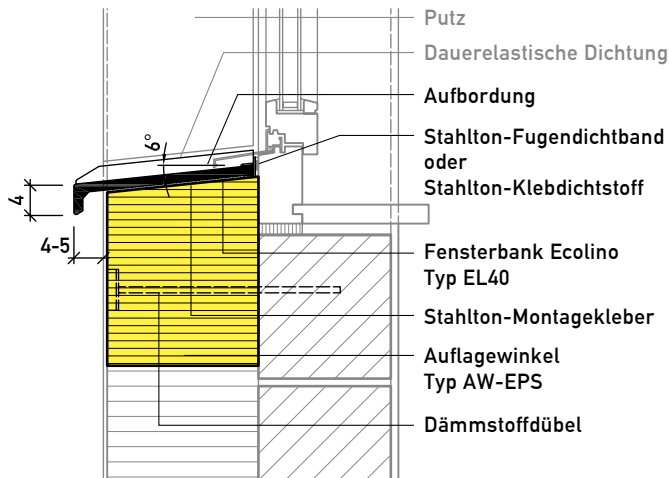 Putz
Dauerelastische Dichtung
Aufbordung
Stahlton-Fugendichtband
oder
Stahlton-Klebdichtstoff
6°
4
4-5
Fensterbank Ecolino
Typ EL40
Stahlton-Montagekleber
Auflagewinkel
Typ AW-EPS
Dämmstoffdübel